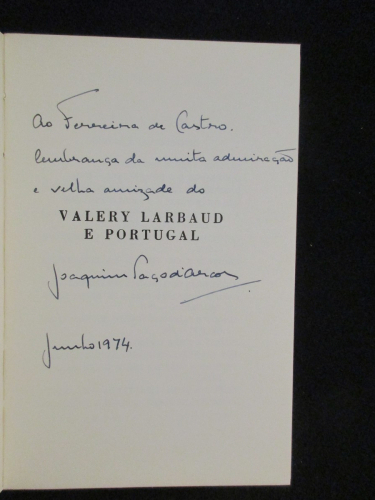 Ao Ferreira de Castro.
lembrança da muita admiração
e velha amizade do
VALERY LARBAUD
E PORTUGAL
Joaquim Paço d'Arcos
Junho 1974.